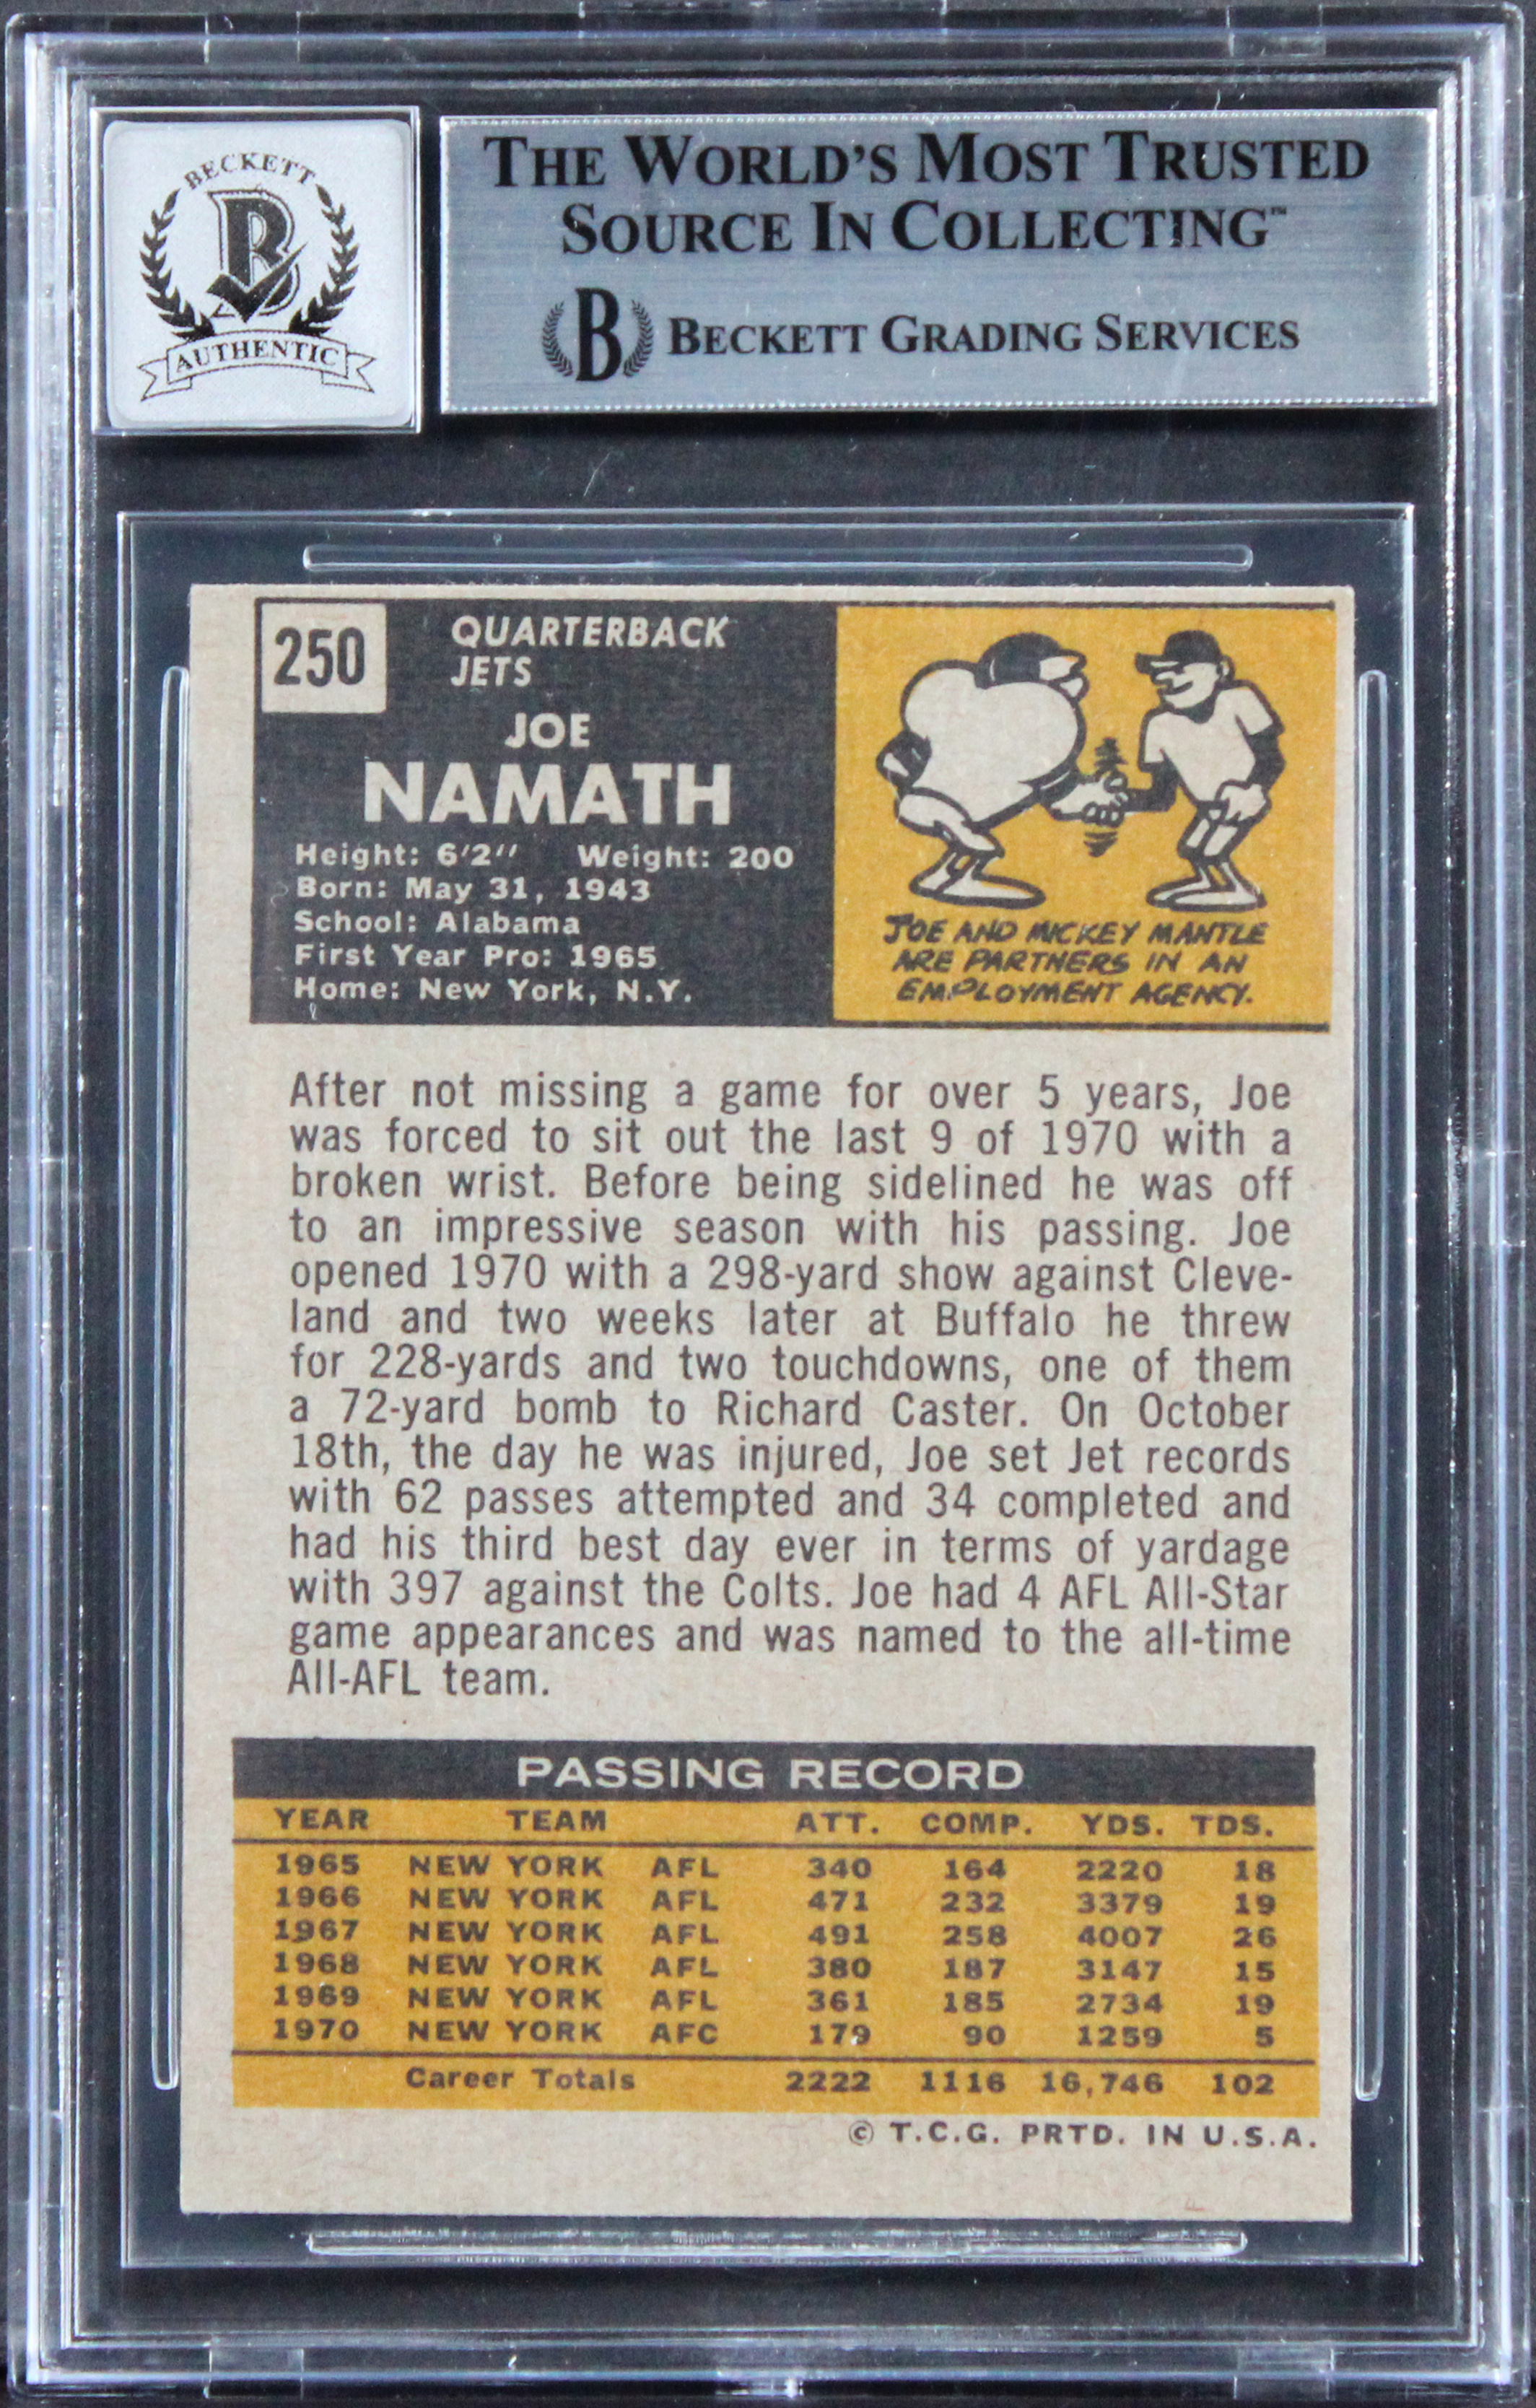 BECKETT
B
AUTHENTIC
THE WORLD'S MOST TRUSTED
SOURCE IN COLLECTING™
B BECKETT GRADING SERVICES
250
QUARTERBACK
JETS
JOE
NAMATH
Height: 6'2'' Weight: 200
Born: May 31, 1943
School: Alabama
First Year Pro: 1965
Home: New York, N.Y.
JOE AND MICKEY MANTLE
ARE PARTNERS IN AN
EMPLOYMENT AGENCY.
After not missing a game for over 5 years, Joe
was forced to sit out the last 9 of 1970 with a
broken wrist. Before being sidelined he was off
to an impressive season with his passing. Joe
opened 1970 with a 298-yard show against Cleve-
land and two weeks later at Buffalo he threw
for 228-yards and two touchdowns, one of them
a 72-yard bomb to Richard Caster. On October
18th, the day he was injured, Joe set Jet records
with 62 passes attempted and 34 completed and
had his third best day ever in terms of yardage
with 397 against the Colts. Joe had 4 AFL All-Star
game appearances and was named to the all-time
All-AFL team.
PASSING RECORD
YEAR TEAM ATT. COMP. YDS. TDS.
1965 NEW YORK AFL 340 164 2220 18
1966 NEW YORK AFL 471 232 3379 19
1967 NEW YORK AFL 491 258 4007 26
1968 NEW YORK AFL 380 187 3147 15
1969 NEW YORK AFL 361 185 2734 19
1970 NEW YORK AFC 179 90 1259 5
Career Totals 2222 1116 16,746 102
© T.C.G. PRTD. IN U.S.A.